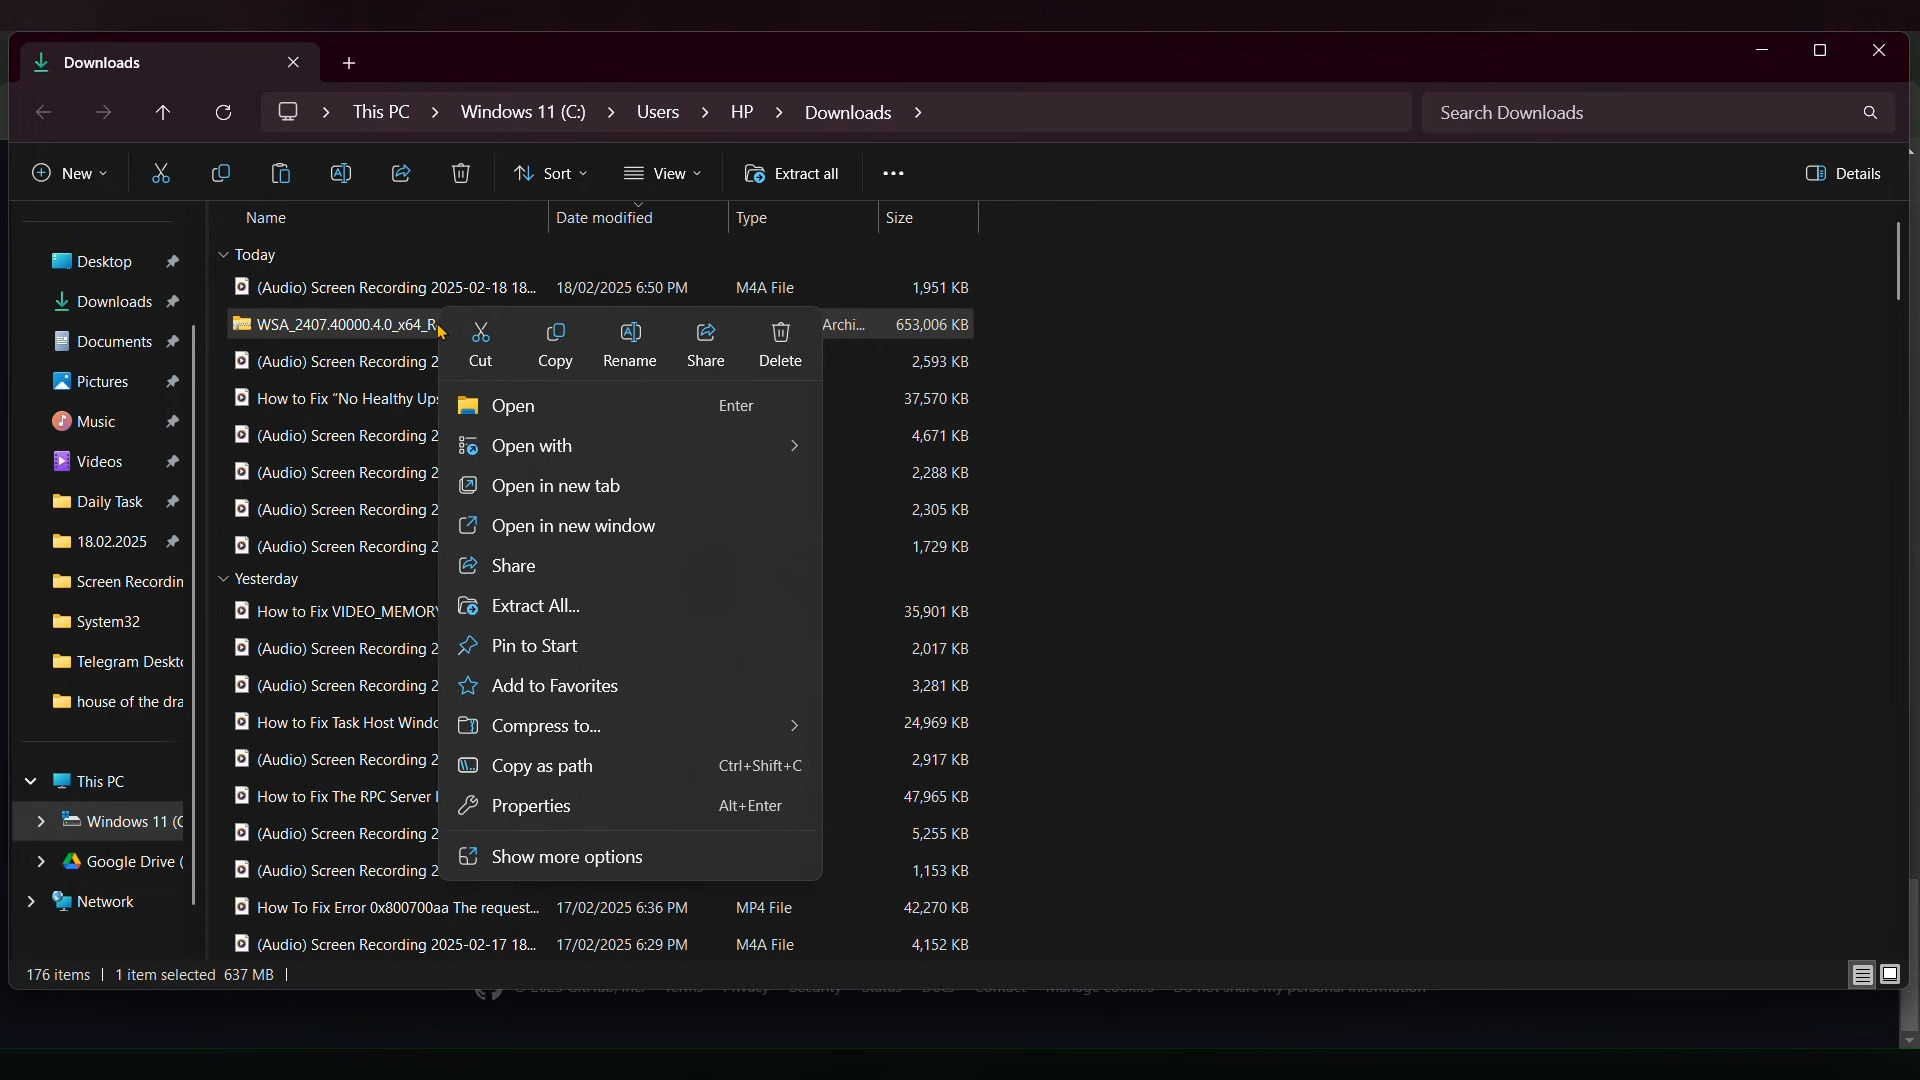 Downloads
This PC > Windows 11 (C:) > Users > HP > Downloads >
Search Downloads
New
Sort
View
Extract all
Details
Name Date modified Type Size
Today
(Audio) Screen Recording 2025-02-18 18... 18/02/2025 6:50 PM M4A File 1,951 KB
WSA_2407.40000.4.0_x64_R Archi... 653,006 KB
(Audio) Screen Recording 2 2,593 KB
How to Fix "No Healthy Ups 37,570 KB
(Audio) Screen Recording 2 4,671 KB
(Audio) Screen Recording 2 2,288 KB
(Audio) Screen Recording 2 2,305 KB
(Audio) Screen Recording 2 1,729 KB
Yesterday
How to Fix VIDEO_MEMORY 35,901 KB
(Audio) Screen Recording 2 2,017 KB
(Audio) Screen Recording 2 3,281 KB
How to Fix Task Host Windo 24,969 KB
(Audio) Screen Recording 2 2,917 KB
How to Fix The RPC Server I 47,965 KB
(Audio) Screen Recording 2 5,255 KB
(Audio) Screen Recording 2 1,153 KB
How To Fix Error 0x800700aa The request... 17/02/2025 6:36 PM MP4 File 42,270 KB
(Audio) Screen Recording 2025-02-17 18... 17/02/2025 6:29 PM M4A File 4,152 KB
Desktop
Downloads
Documents
Pictures
Music
Videos
Daily Task
18.02.2025
Screen Recordin
System32
Telegram Deskto
house of the dra
This PC
Windows 11 (C
Google Drive (
Network
Cut Copy Rename Share Delete
Open Enter
Open with
Open in new tab
Open in new window
Share
Extract All...
Pin to Start
Add to Favorites
Compress to...
Copy as path Ctrl+Shift+C
Properties Alt+Enter
Show more options
176 items 1 item selected 637 MB